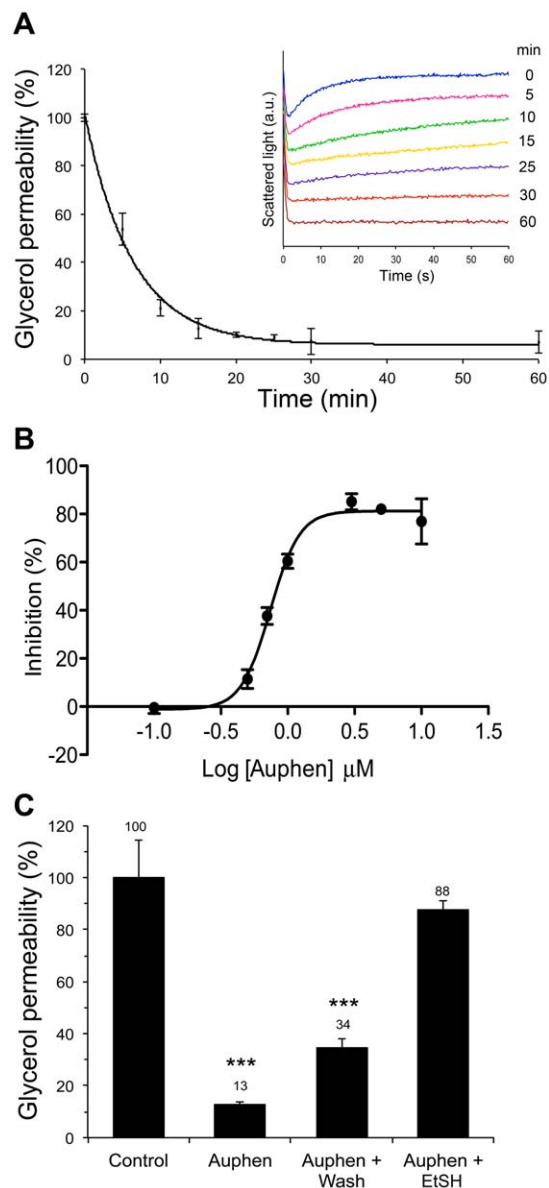 A
Glycerol permeability (%)
120
100
80
60
40
20
0
0 10 20 30 40 50 60
Time (min)
Scattered light (a.u.)
min
0
5
10
15
25
30
60
0 10 20 30 40 50 60
Time (s)
B
Inhibition (%)
100
80
60
40
20
0
-20
-1.0 -0.5 0.0 0.5 1.0 1.5
Log [Auphen] µM
C
Glycerol permeability (%)
120
100
80
60
40
20
0
100
***
13
***
34
88
Control Auphen Auphen + Auphen +
Wash EtSH